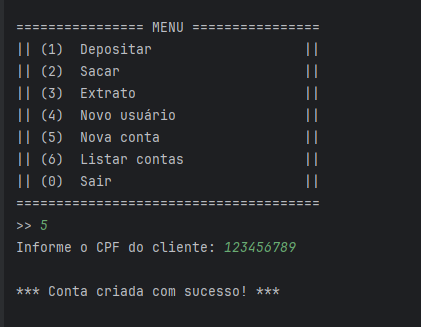 ================ MENU ================
|| (1)  Depositar                   ||
|| (2)  Sacar                       ||
|| (3)  Extrato                     ||
|| (4)  Novo usuário                ||
|| (5)  Nova conta                  ||
|| (6)  Listar contas               ||
|| (0)  Sair                        ||
======================================
>> 5
Informe o CPF do cliente: 123456789
*** Conta criada com sucesso! ***